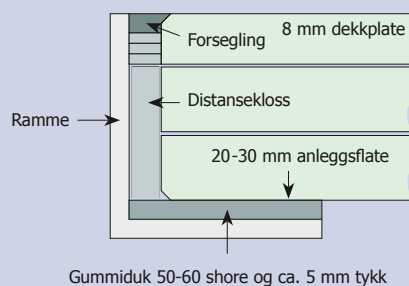 Forsegling
8 mm dekkplate
Distansekloss
Ramme
20-30 mm anleggsflate
Gummiduk 50-60 shore og ca. 5 mm tykk